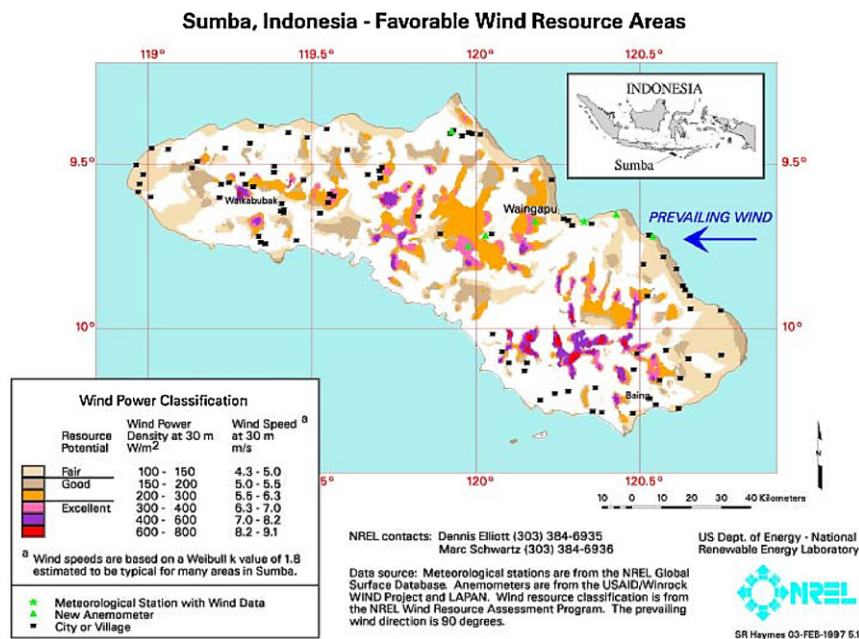 Sumba, Indonesia - Favorable Wind Resource Areas
119°
119.5°
120°
120.5°
INDONESIA
Sumba
9.5°
9.5°
Waikabubak
Waingapu
PREVAILING WIND
10°
10°
Baing
Wind Power Classification
Resource Potential
Wind Power Density at 30 m W/m2
Wind Speed a at 30 m m/s
Fair 100 - 150 4.3 - 5.0
Good 150 - 200 5.0 - 5.5
200 - 300 5.5 - 6.3
Excellent 300 - 400 6.3 - 7.0
400 - 600 7.0 - 8.2
600 - 800 8.2 - 9.1
a Wind speeds are based on a Weibull k value of 1.8
estimated to be typical for many areas in Sumba.
Meteorological Station with Wind Data
New Anemometer
City or Village
119.5°
120°
120.5°
N
10 0 10 20 30 40 Kilometers
NREL contacts: Dennis Elliott (303) 384-6935
Marc Schwartz (303) 384-6936
US Dept. of Energy - National
Renewable Energy Laboratory
Data source: Meteorological stations are from the NREL Global
Surface Database. Anemometers are from the USAID/Winrock
WIND Project and LAPAN. Wind resource classification is from
the NREL Wind Resource Assessment Program. The prevailing
wind direction is 90 degrees.
NREL
SR Haymes 03-FEB-1997 5.1